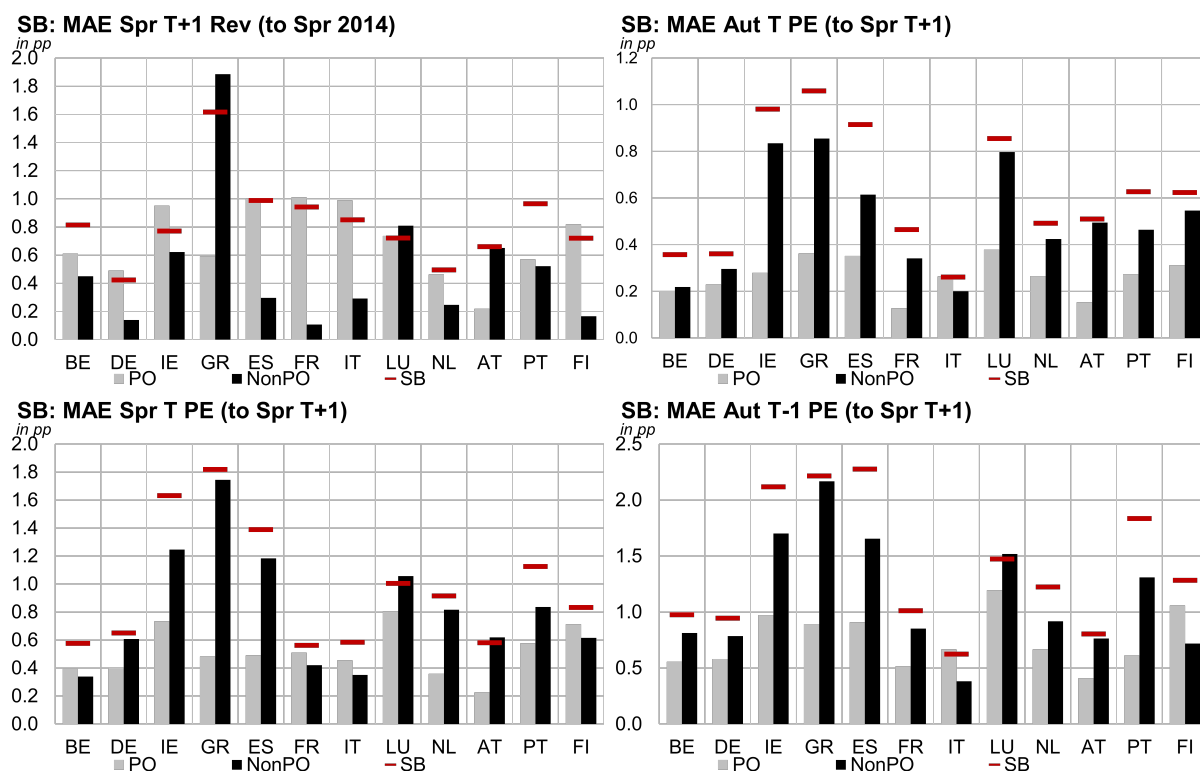 SB: MAE Spr T+1 Rev (to Spr 2014)
in pp
2.0
1.8
1.6
1.4
1.2
1.0
0.8
0.6
0.4
0.2
0.0
BE DE IE GR ES FR IT LU NL AT PT FI
PO NonPO SB
SB: MAE Aut T PE (to Spr T+1)
in pp
1.2
1.0
0.8
0.6
0.4
0.2
0.0
BE DE IE GR ES FR IT LU NL AT PT FI
PO NonPO SB
SB: MAE Spr T PE (to Spr T+1)
in pp
2.0
1.8
1.6
1.4
1.2
1.0
0.8
0.6
0.4
0.2
0.0
BE DE IE GR ES FR IT LU NL AT PT FI
PO NonPO SB
SB: MAE Aut T-1 PE (to Spr T+1)
in pp
2.5
2.0
1.5
1.0
0.5
0.0
BE DE IE GR ES FR IT LU NL AT PT FI
PO NonPO SB